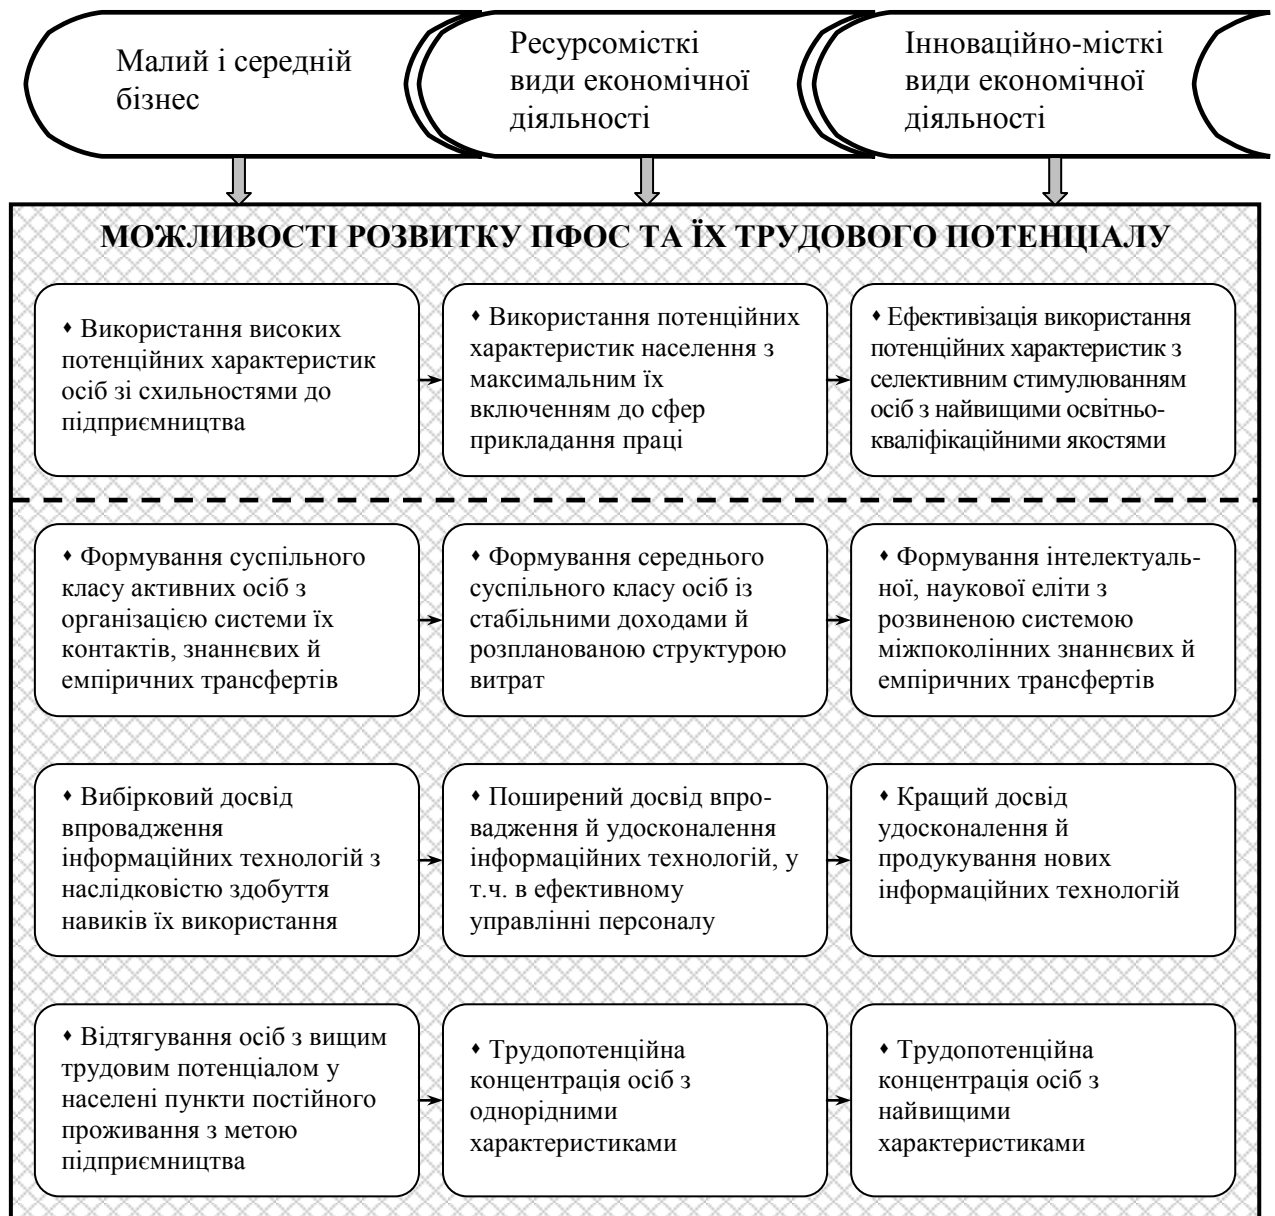 Малий і середній
бізнес
Ресурсомісткі
види економічної
діяльності
Інноваційно-місткі
види економічної
діяльності
МОЖЛИВОСТІ РОЗВИТКУ ПФОС ТА ЇХ ТРУДОВОГО ПОТЕНЦІАЛУ
♦ Використання високих
потенційних характеристик
осіб зі схильностями до
підприємництва
♦ Використання потенційних
характеристик населення з
максимальним їх
включенням до сфер
прикладання праці
♦ Ефективізація використання
потенційних характеристик з
селективним стимулюванням
осіб з найвищими освітньо-
кваліфікаційними якостями
♦ Формування суспільного
класу активних осіб з
організацією системи їх
контактів, знаннєвих й
емпіричних трансфертів
♦ Формування середнього
суспільного класу осіб із
стабільними доходами й
розпланованою структурою
витрат
♦ Формування інтелектуаль-
ної, наукової еліти з
розвиненою системою
міжпоколінних знаннєвих й
емпіричних трансфертів
♦ Вибірковий досвід
впровадження
інформаційних технологій з
наслідковістю здобуття
навиків їх використання
♦ Поширений досвід впро-
вадження й удосконалення
інформаційних технологій, у
т.ч. в ефективному
управлінні персоналу
♦ Кращий досвід
удосконалення й
продукування нових
інформаційних технологій
♦ Відтягування осіб з вищим
трудовим потенціалом у
населені пункти постійного
проживання з метою
підприємництва
♦ Трудопотенційна
концентрація осіб з
однорідними
характеристиками
♦ Трудопотенційна
концентрація осіб з
найвищими
характеристиками